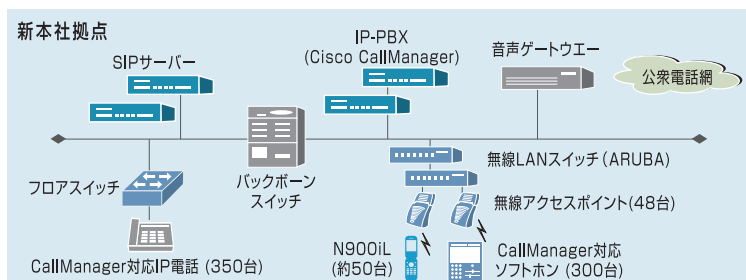 新本社拠点
SIPサーバー
IP-PBX
(Cisco CallManager)
音声ゲートウエー
公衆電話網
フロアスイッチ
バックボーン
スイッチ
無線LANスイッチ(ARUBA)
無線アクセスポイント(48台)
CallManager対応IP電話 (350台)
N900iL
(約50台)
CallManager対応
ソフトホン (300台)